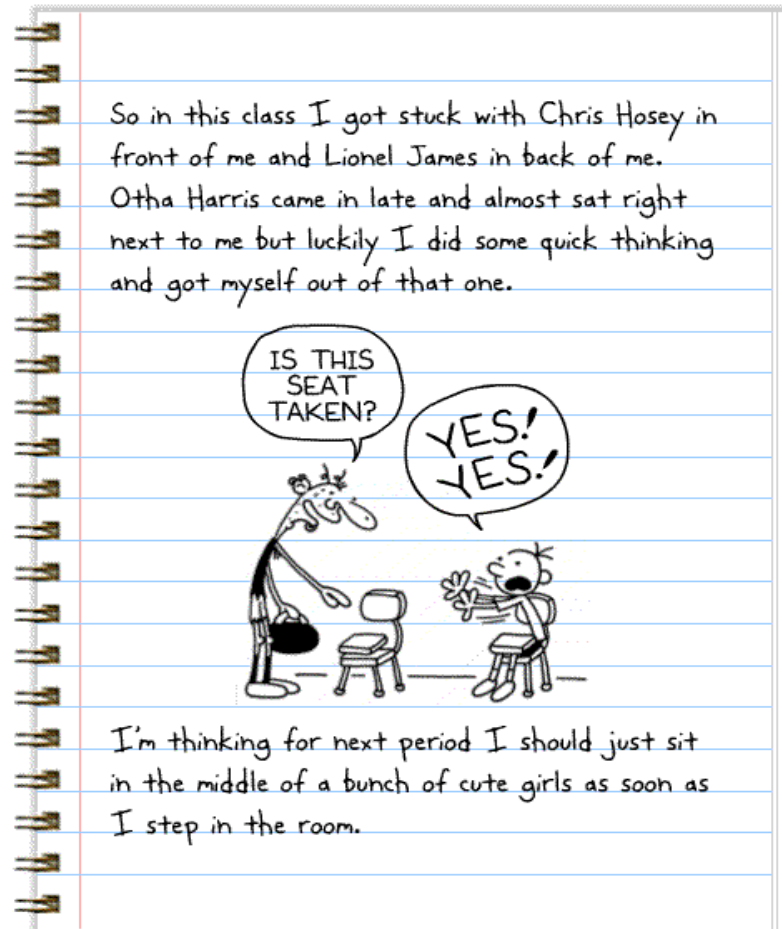 So in this class I got stuck with Chris Hosey in
front of me and Lionel James in back of me.
Otha Harris came in late and almost sat right
next to me but luckily I did some quick thinking
and got myself out of that one.
IS THIS
SEAT
TAKEN?
YES!
YES!
I'm thinking for next period I should just sit
in the middle of a bunch of cute girls as soon as
I step in the room.